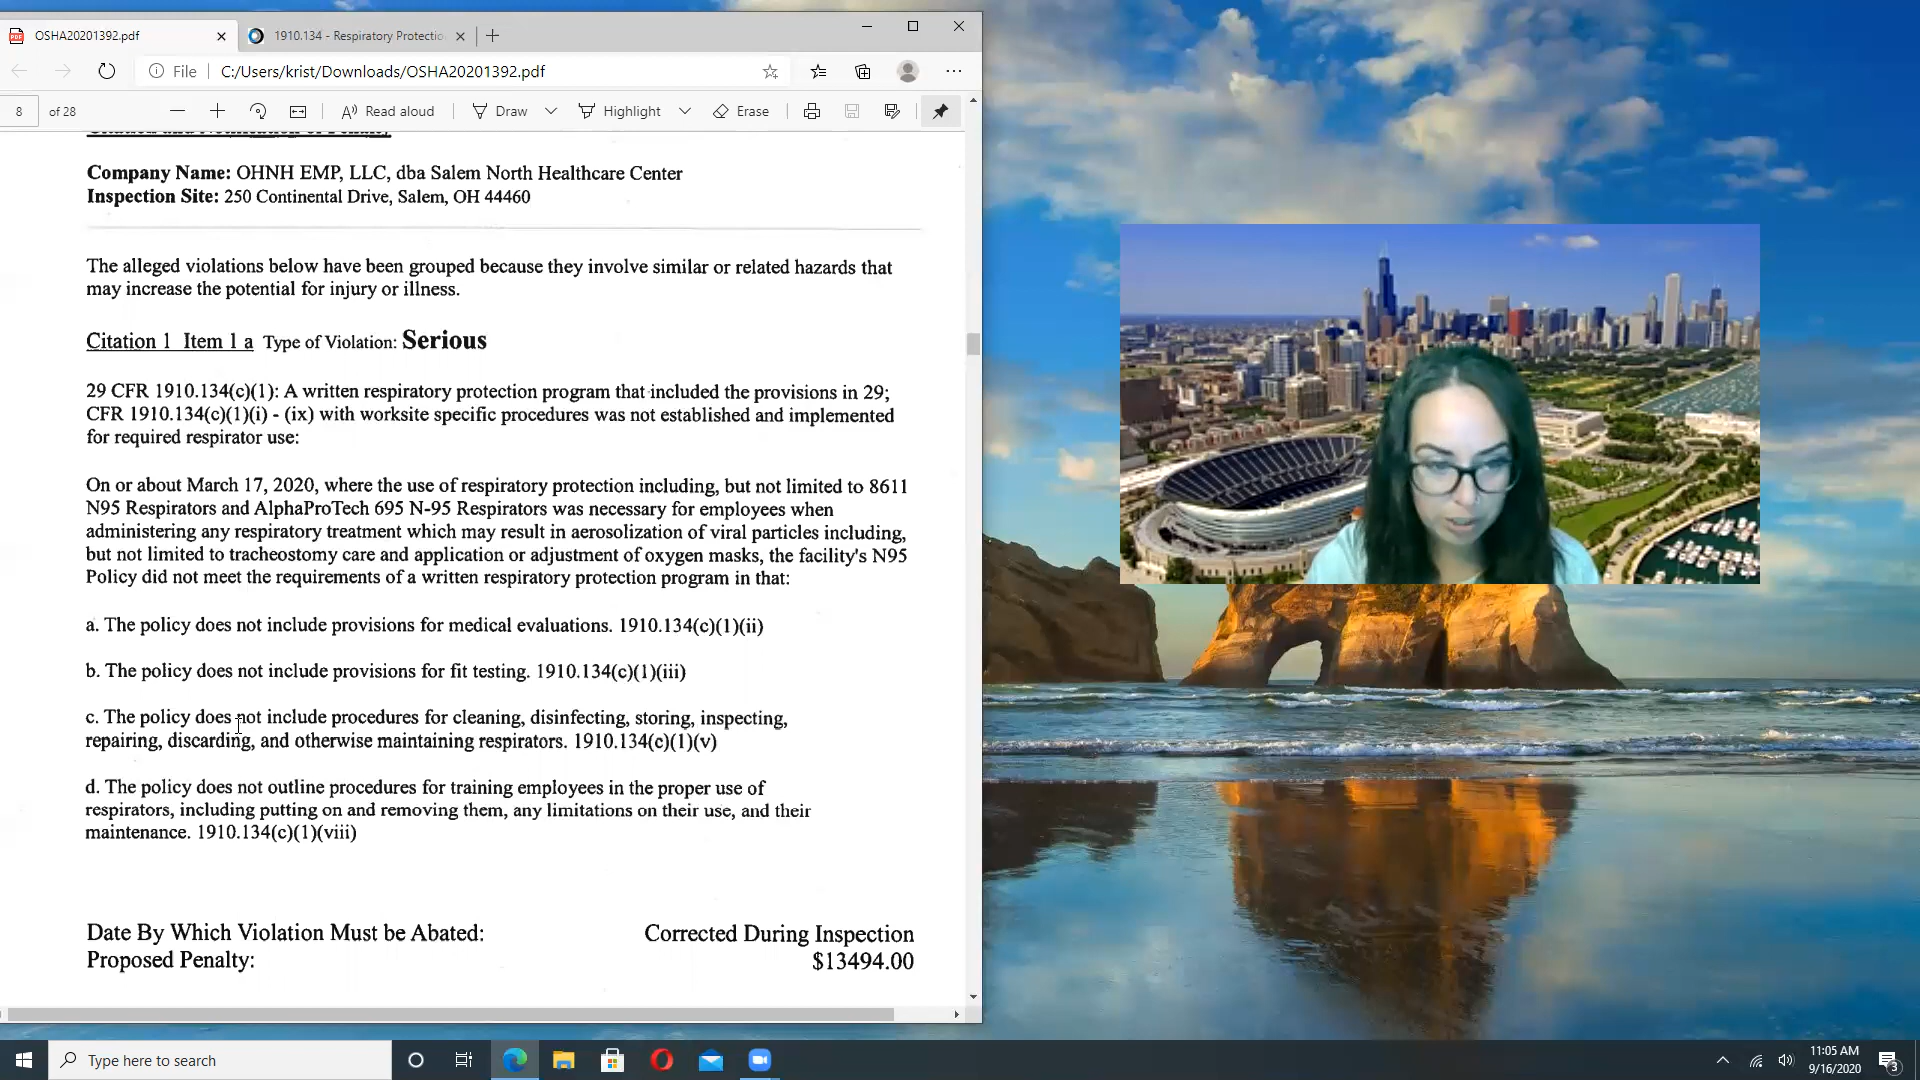 OSHA20201392.pdf
1910.134 - Respiratory Protectio
File
C:/Users/krist/Downloads/OSHA20201392.pdf
8
of 28
Read aloud
Draw
Highlight
Erase
Citation and Notification of Penalty
Company Name: OHNH EMP, LLC, dba Salem North Healthcare Center
Inspection Site: 250 Continental Drive, Salem, OH 44460
The alleged violations below have been grouped because they involve similar or related hazards that
may increase the potential for injury or illness.
Citation 1 Item 1 a Type of Violation: Serious
29 CFR 1910.134(c)(1): A written respiratory protection program that included the provisions in 29;
CFR 1910.134(c)(1)(i) - (ix) with worksite specific procedures was not established and implemented
for required respirator use:
On or about March 17, 2020, where the use of respiratory protection including, but not limited to 8611
N95 Respirators and AlphaProTech 695 N-95 Respirators was necessary for employees when
administering any respiratory treatment which may result in aerosolization of viral particles including,
but not limited to tracheostomy care and application or adjustment of oxygen masks, the facility's N95
Policy did not meet the requirements of a written respiratory protection program in that:
a. The policy does not include provisions for medical evaluations. 1910.134(c)(1)(ii)
b. The policy does not include provisions for fit testing. 1910.134(c)(1)(iii)
c. The policy does not include procedures for cleaning, disinfecting, storing, inspecting,
repairing, discarding, and otherwise maintaining respirators. 1910.134(c)(1)(v)
d. The policy does not outline procedures for training employees in the proper use of
respirators, including putting on and removing them, any limitations on their use, and their
maintenance. 1910.134(c)(1)(viii)
Date By Which Violation Must be Abated: Corrected During Inspection
Proposed Penalty: $13494.00
Type here to search
11:05 AM
9/16/2020
3